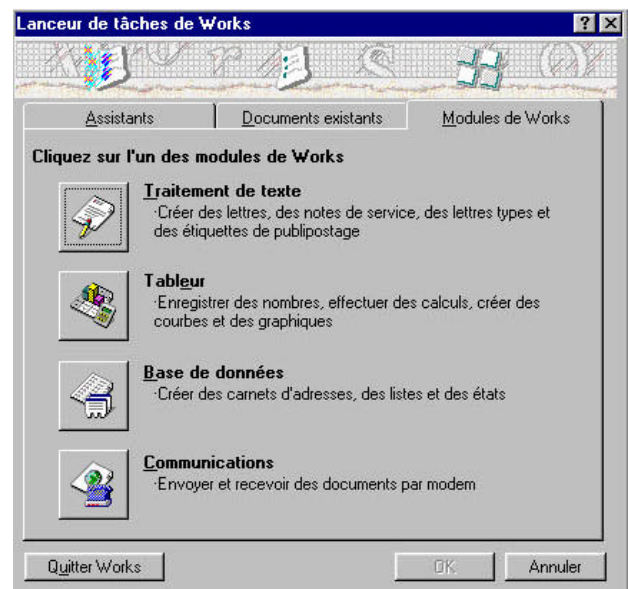 Lanceur de tâches de Works
Works
Assistants
Documents existants
Modules de Works
Cliquez sur l'un des modules de Works
Traitement de texte
·Créer des lettres, des notes de service, des lettres types et
des étiquettes de publipostage
Tableur
·Enregistrer des nombres, effectuer des calculs, créer des
courbes et des graphiques
Base de données
·Créer des carnets d'adresses, des listes et des états
Communications
·Envoyer et recevoir des documents par modem
Quitter Works
OK
Annuler